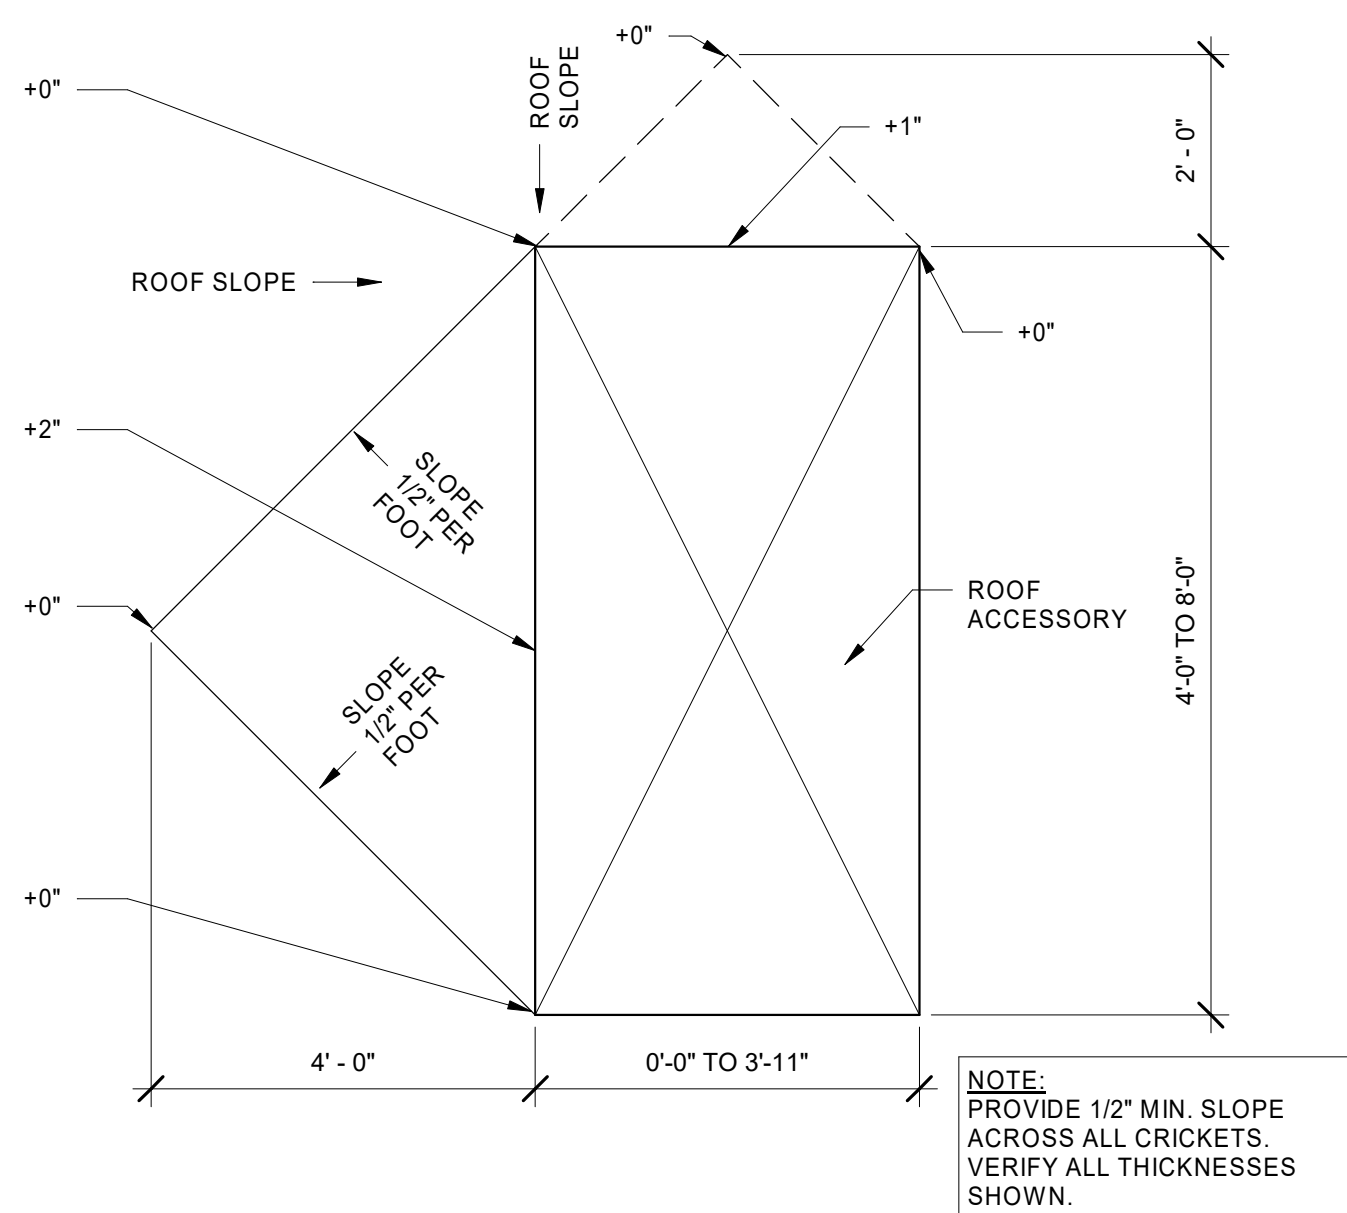 +0"
+0"
ROOF
SLOPE
+1"
2' - 0"
ROOF SLOPE
+0"
+2"
SLOPE
1/2" PER
FOOT
+0"
ROOF
ACCESSORY
4'-0" TO 8'-0"
SLOPE
1/2" PER
FOOT
+0"
4' - 0"
0'-0" TO 3'-11"
NOTE:
PROVIDE 1/2" MIN. SLOPE
ACROSS ALL CRICKETS.
VERIFY ALL THICKNESSES
SHOWN.